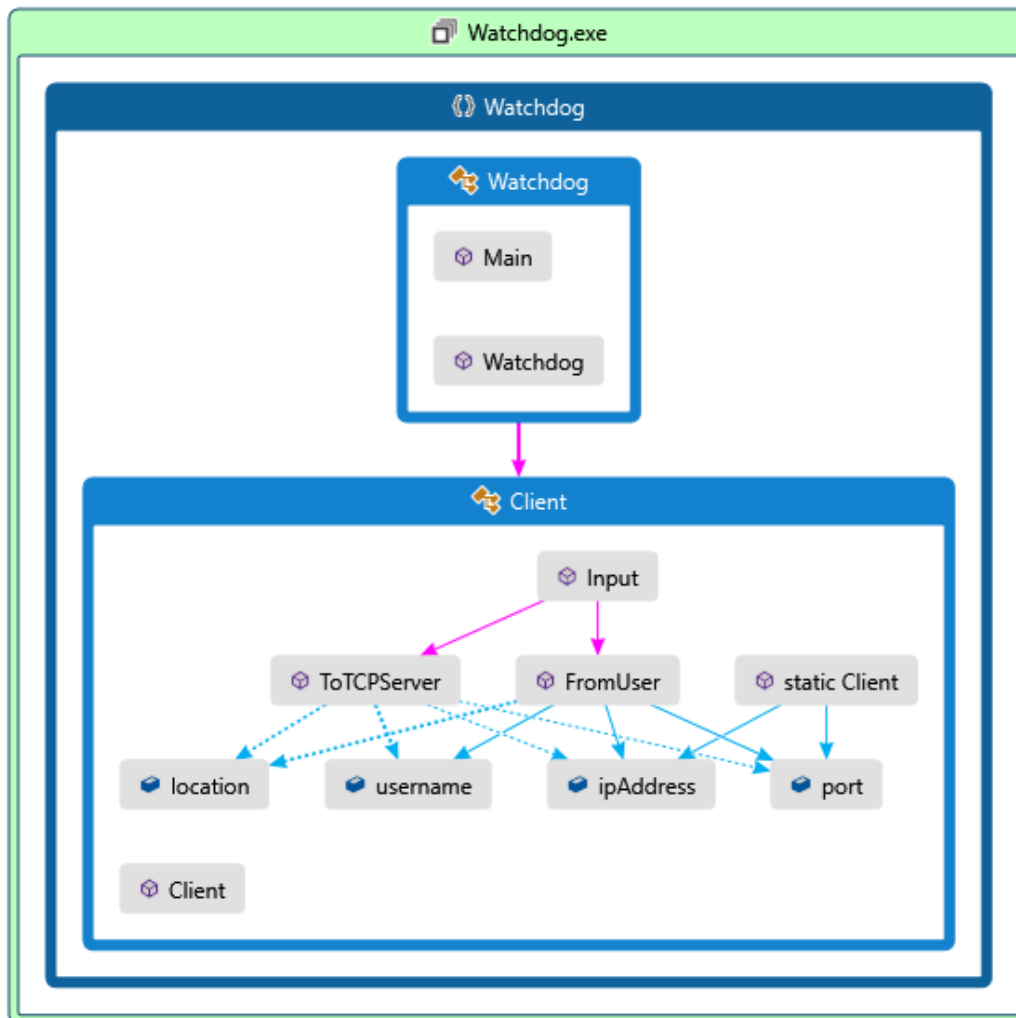 Watchdog.exe
Watchdog
Watchdog
Main
Watchdog
Client
Input
ToTCPServer
FromUser
static Client
location
username
ipAddress
port
Client